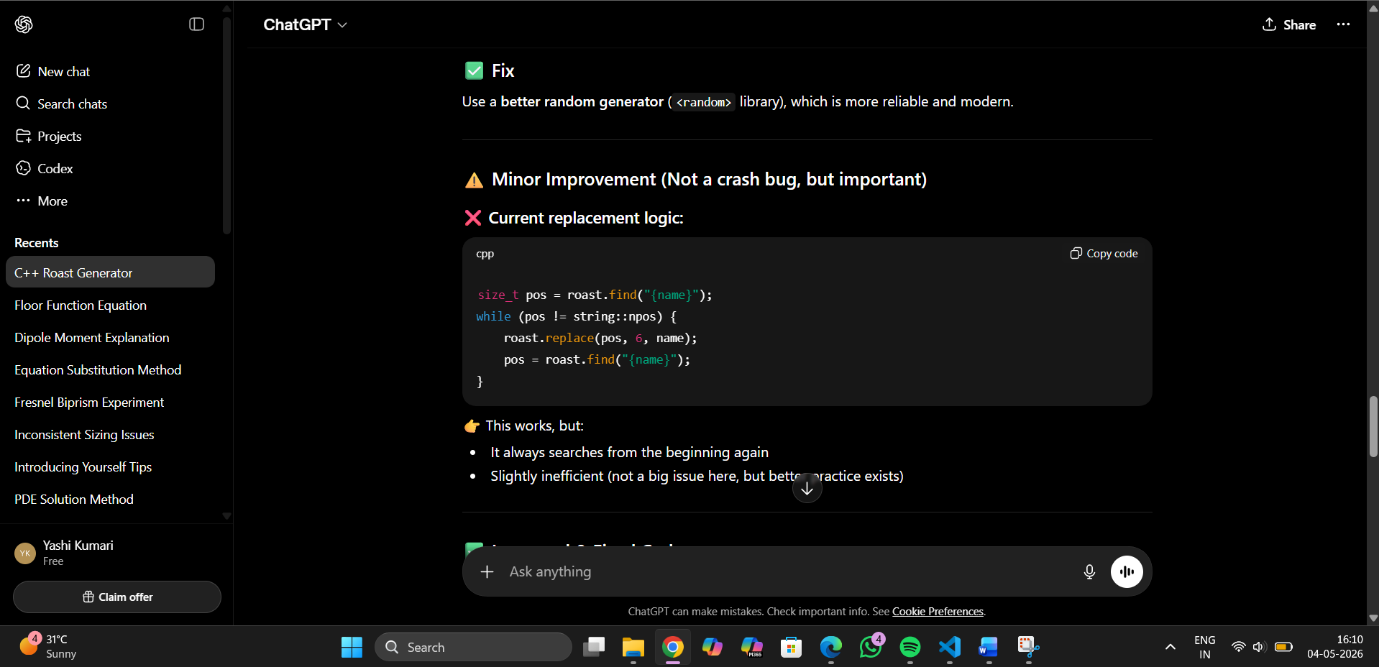 ChatGPT
Share
New chat
Search chats
Projects
Codex
More
Recents
C++ Roast Generator
Floor Function Equation
Dipole Moment Explanation
Equation Substitution Method
Fresnel Biprism Experiment
Inconsistent Sizing Issues
Introducing Yourself Tips
PDE Solution Method
YK
Yashi Kumari
Free
Claim offer
✅ Fix
Use a better random generator (<random> library), which is more reliable and modern.
⚠️ Minor Improvement (Not a crash bug, but important)
❌ Current replacement logic:
cpp
Copy code
size_t pos = roast.find("{name}");
while (pos != string::npos) {
    roast.replace(pos, 6, name);
    pos = roast.find("{name}");
}
👉 This works, but:
• It always searches from the beginning again
• Slightly inefficient (not a big issue here, but better practice exists)
Ask anything
ChatGPT can make mistakes. Check important info. See Cookie Preferences.
4
31°C
Sunny
Search
4
ENG
IN
16:10
04-05-2026